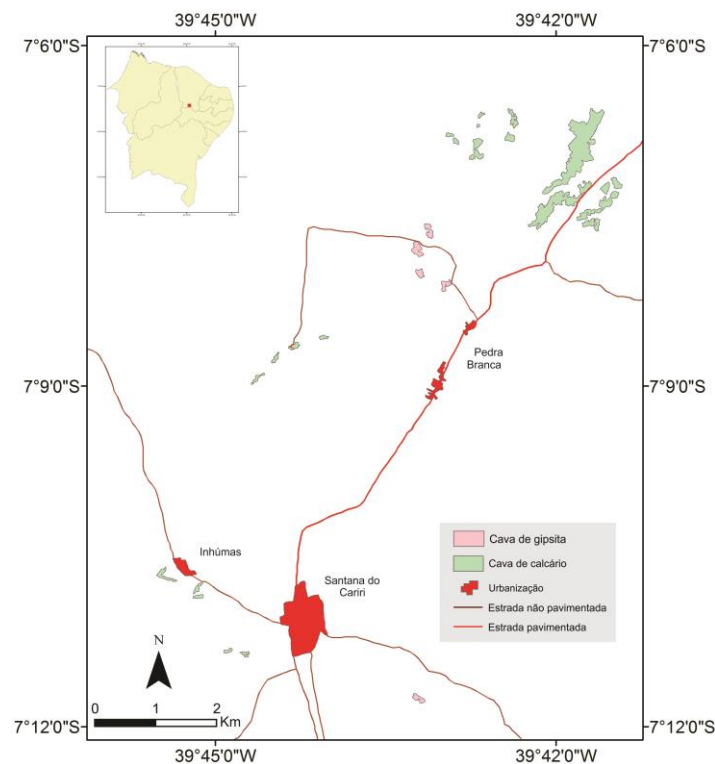 39°45'0"W 39°42'0"W
7°6'0"S 7°6'0"S
Pedra
Branca
7°90'0"S 7°90'0"S
Cava de gipsita
Cava de calcário
Urbanização
Estrada não pavimentada
Estrada pavimentada
Inhúmas
Santana do
Cariri
N
0 1 2
Km
7°12'0"S 7°12'0"S
39°45'0"W 39°42'0"W